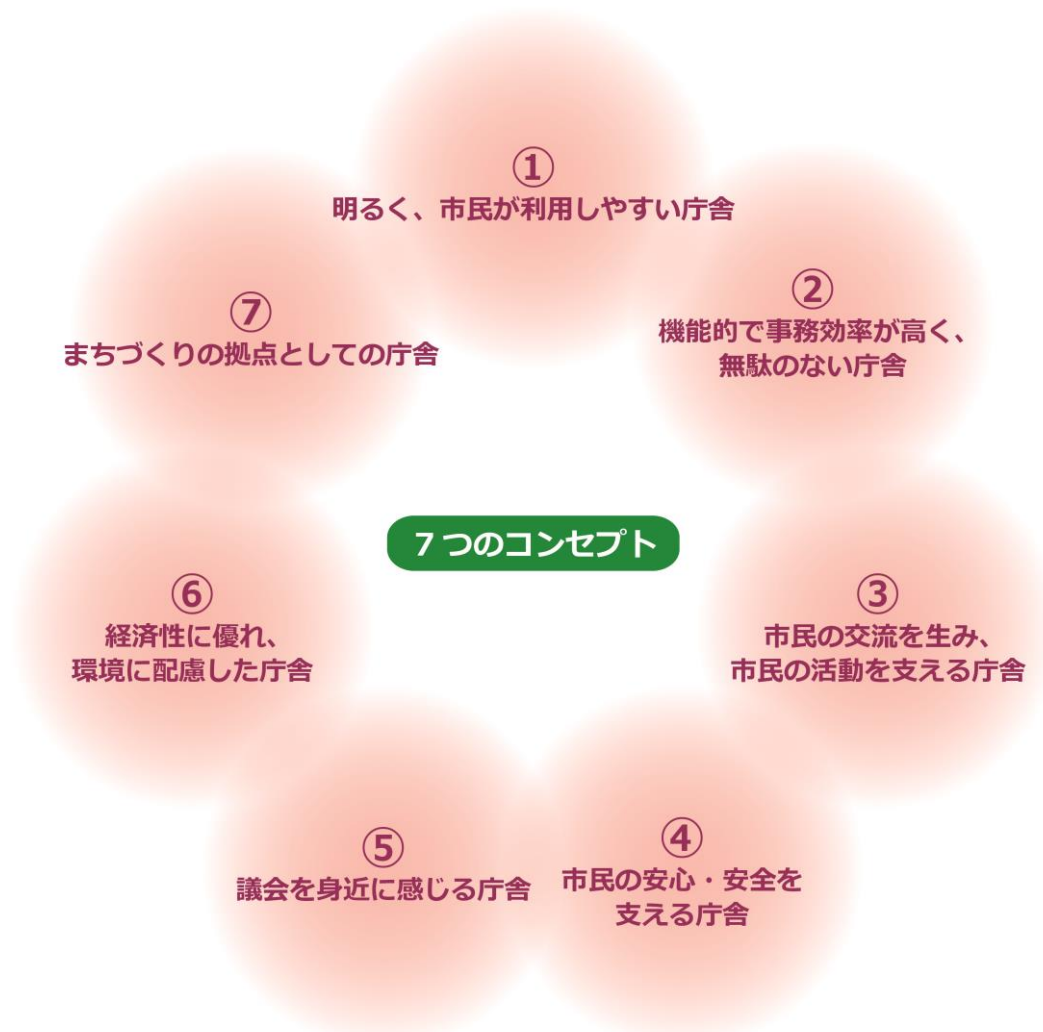 ①
明るく、市民が利用しやすい庁舎
②
機能的で事務効率が高く、
無駄のない庁舎
③
市民の交流を生み、
市民の活動を支える庁舎
④
市民の安心・安全を
支える庁舎
⑤
議会を身近に感じる庁舎
⑥
経済性に優れ、
環境に配慮した庁舎
⑦
まちづくりの拠点としての庁舎
7つのコンセプト